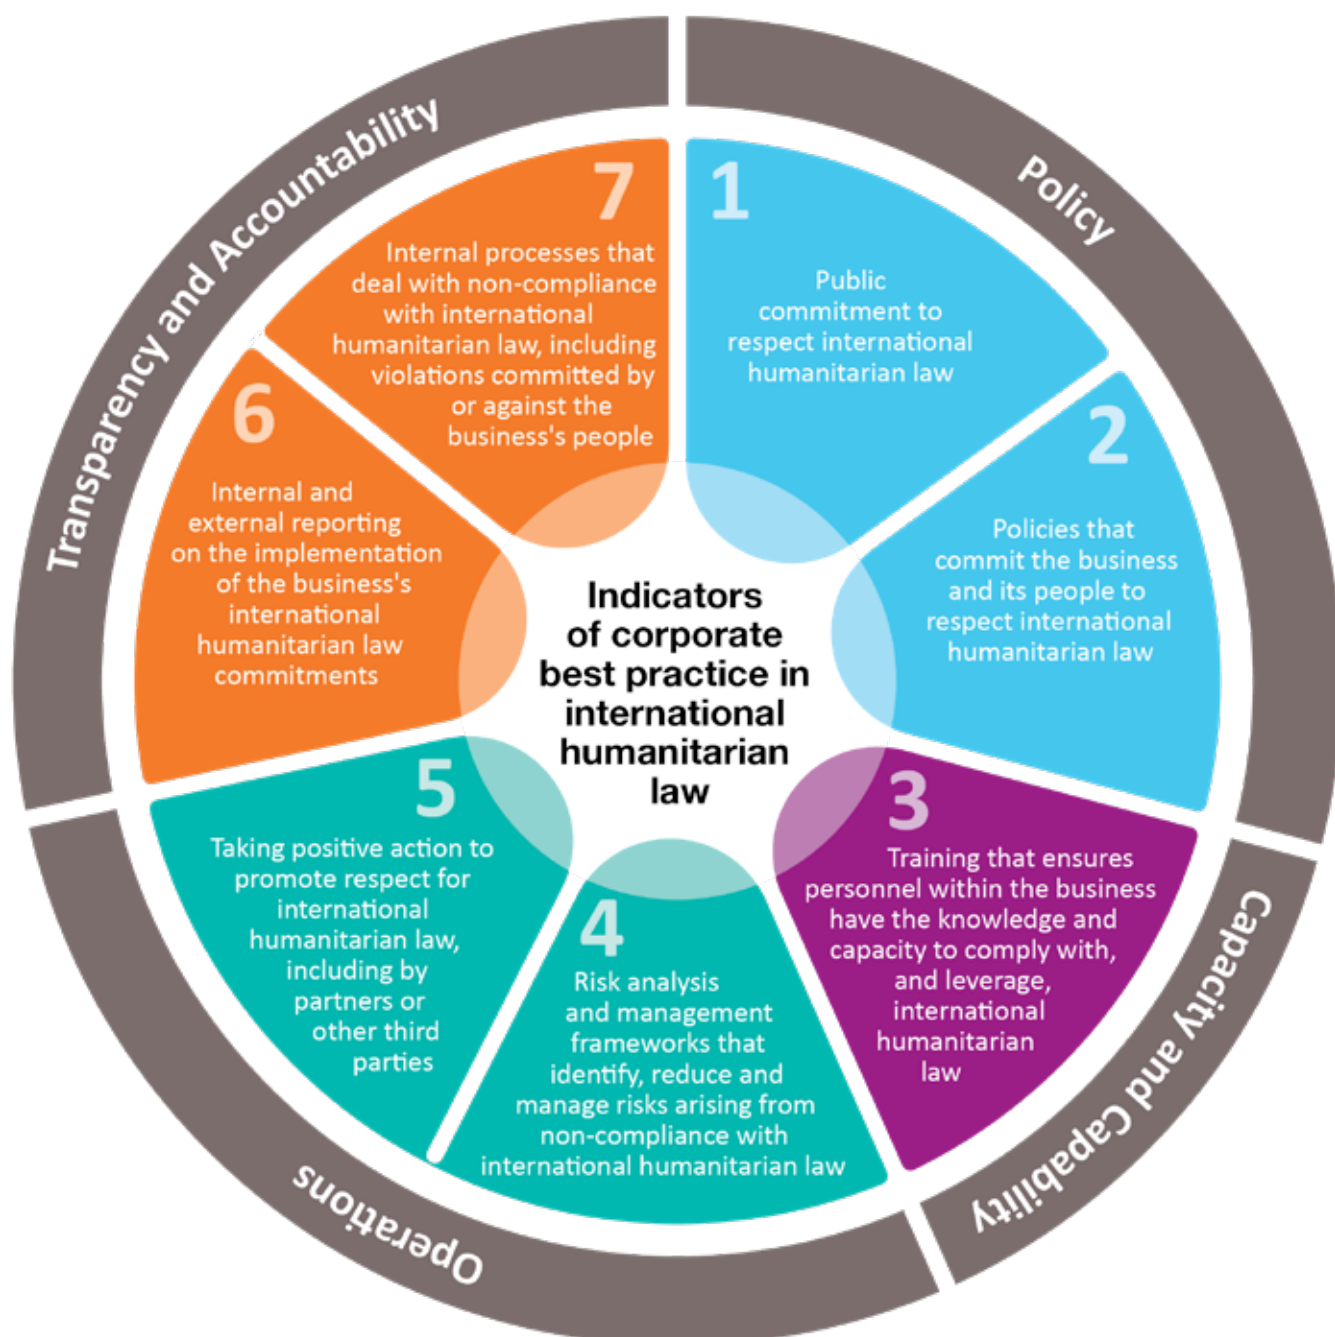 Indicators
of corporate
best practice in
international
humanitarian
law
Policy
1
Public
commitment to
respect international
humanitarian law
2
Policies that
commit the business
and its people to
respect international
humanitarian law
Capacity and Capability
3
Training that ensures
personnel within the business
have the knowledge and
capacity to comply with,
and leverage,
international
humanitarian
law
Operations
4
Risk analysis
and management
frameworks that
identify, reduce and
manage risks arising from
non-compliance with
international humanitarian law
5
Taking positive action to
promote respect for
international
humanitarian law,
including by
partners or
other third
parties
Transparency and Accountability
6
Internal and
external reporting
on the implementation
of the business's
international
humanitarian law
commitments
7
Internal processes that
deal with non-compliance
with international
humanitarian law, including
violations committed by
or against the
business's people